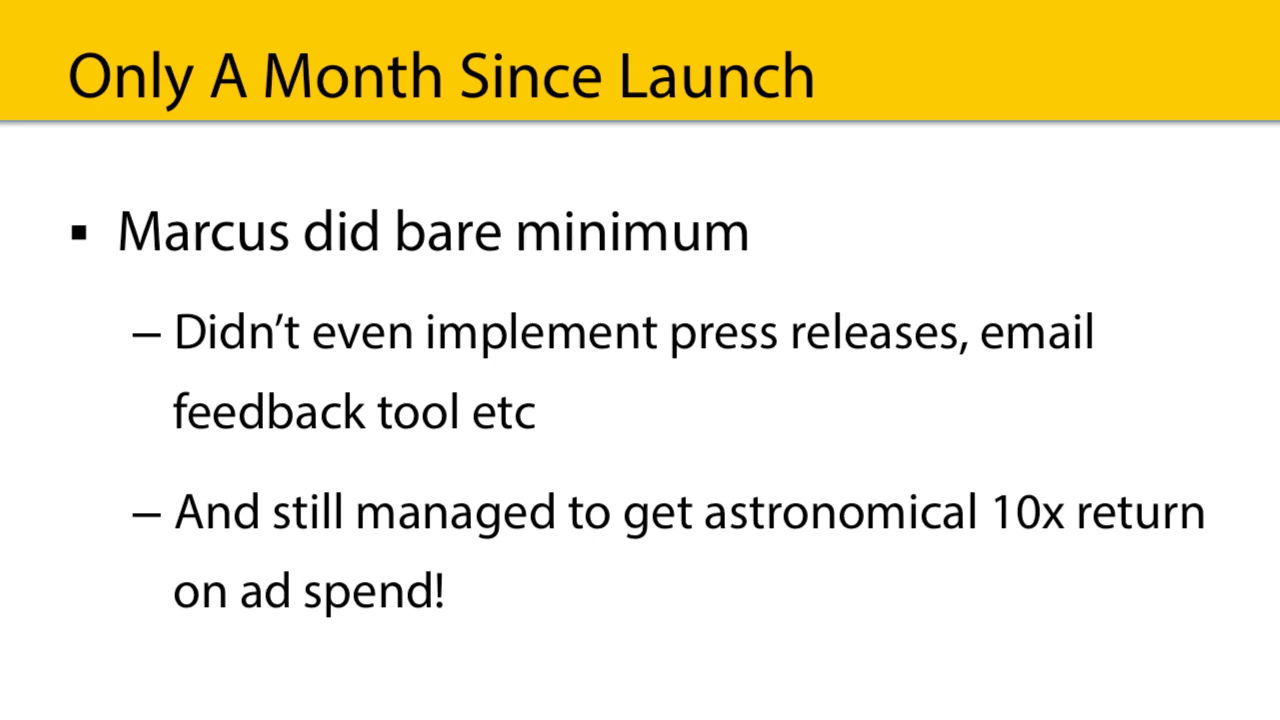 Only A Month Since Launch
▪ Marcus did bare minimum
– Didn’t even implement press releases, email
feedback tool etc
– And still managed to get astronomical 10x return
on ad spend!